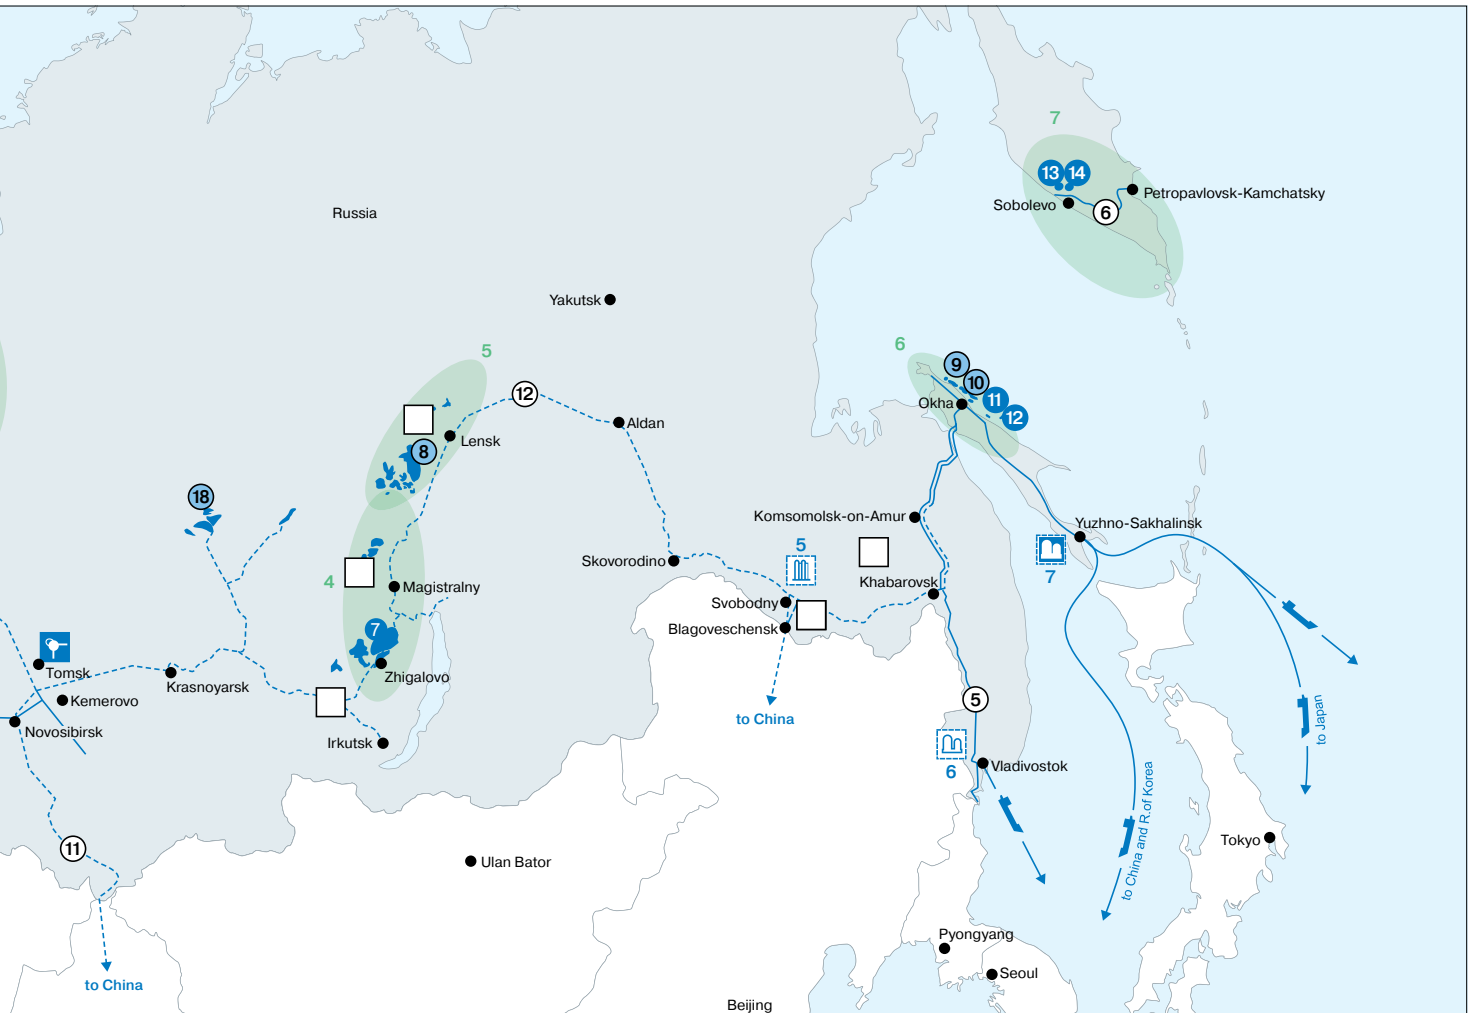 7
13
14
Petropavlovsk-Kamchatsky
Sobolevo
6
Russia
Yakutsk
6
9
10
5
12
11
Okha
12
Aldan
Lensk
8
18
Komsomolsk-on-Amur
Yuzhno-Sakhalinsk
5
7
Skovorodino
Khabarovsk
4
Magistralny
Svobodny
Blagoveschensk
7
Tomsk
Zhigalovo
Krasnoyarsk
Kemerovo
5
to China
to Japan
Novosibirsk
Irkutsk
6
Vladivostok
to China and R.of Korea
Tokyo
11
Ulan Bator
Pyongyang
Seoul
to China
Beijing